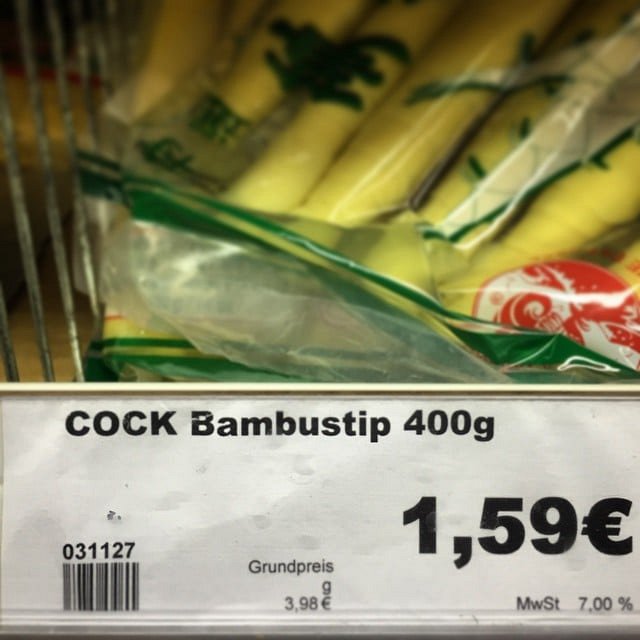 COCK Bambustip 400g
1,59€
031127
Grundpreis
g
3,98€
MwSt 7,00 %